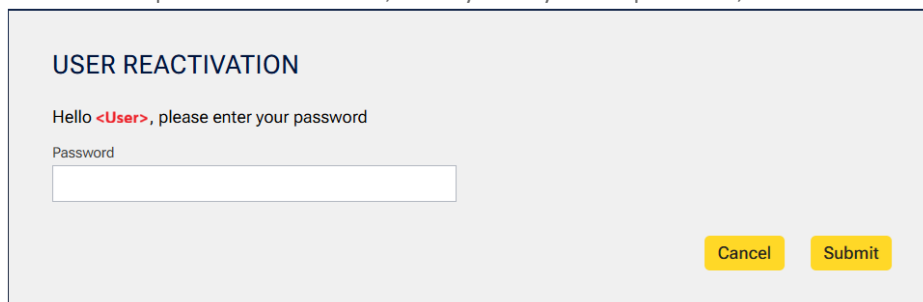 USER REACTIVATION
Hello <User>, please enter your password
Password
Cancel Submit